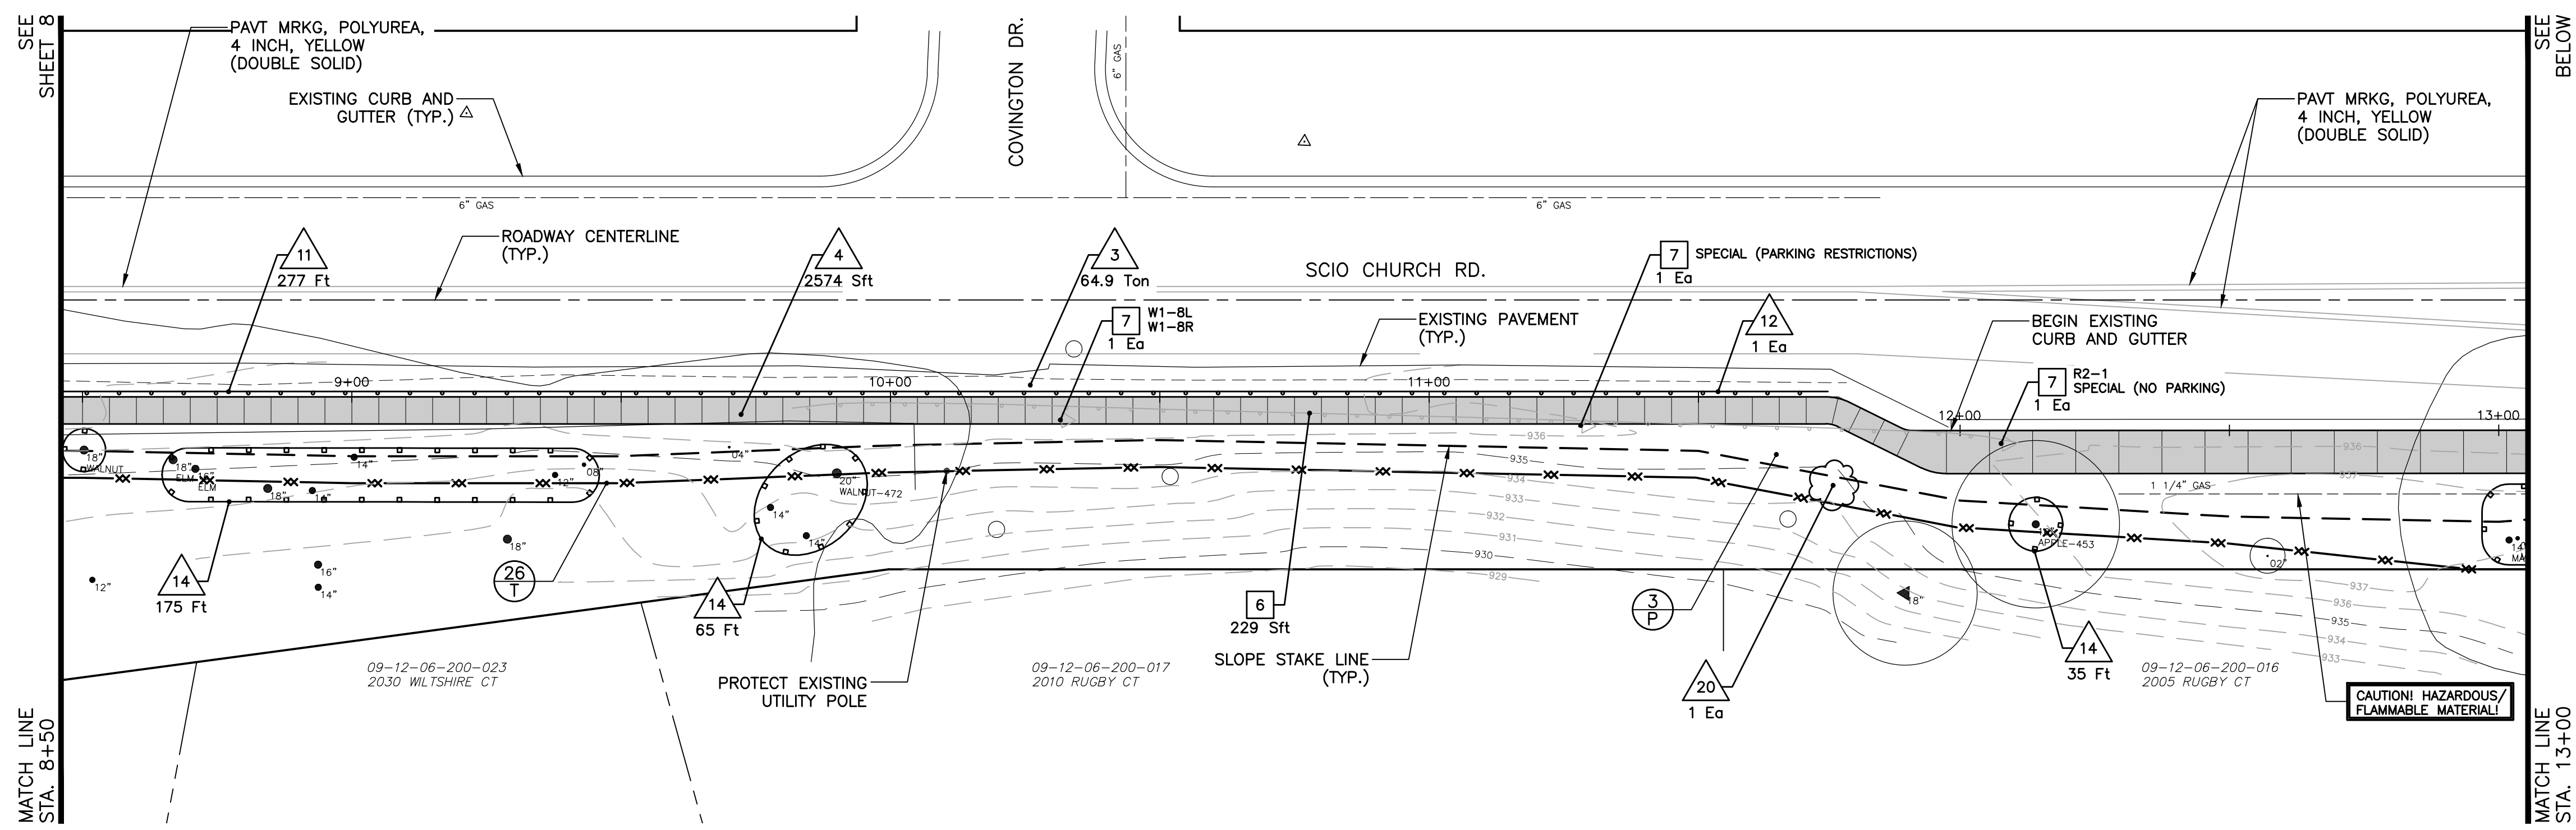 SEE
SHEET 8
PAVT MRKG, POLYUREA,
4 INCH, YELLOW
(DOUBLE SOLID)
EXISTING CURB AND
GUTTER (TYP.)
COVINGTON DR.
6" GAS
PAVT MRKG, POLYUREA,
4 INCH, YELLOW
(DOUBLE SOLID)
SEE
BELOW
6" GAS
6" GAS
ROADWAY CENTERLINE
(TYP.)
11
277 Ft
4
2574 Sft
3
64.9 Ton
SCIO CHURCH RD.
7 SPECIAL (PARKING RESTRICTIONS)
1 Ea
7 W1-8L
W1-8R
1 Ea
EXISTING PAVEMENT
(TYP.)
12
1 Ea
BEGIN EXISTING
CURB AND GUTTER
7 R2-1
SPECIAL (NO PARKING)
1 Ea
9+00
10+00
11+00
12+00
13+00
18"
WALNUT
18"
ELM
16"
ELM
18"
14"
14"
12"
08"
04"
20"
WALNUT-472
14"
14"
18"
16"
14"
12"
936
935
934
933
932
931
930
929
936
937
1 1/4" GAS
APPLE-453
02"
14"
18"
937
936
935
934
933
14
175 Ft
26
T
14
65 Ft
6
229 Sft
3
P
20
1 Ea
14
35 Ft
09-12-06-200-023
2030 WILTSHIRE CT
PROTECT EXISTING
UTILITY POLE
09-12-06-200-017
2010 RUGBY CT
SLOPE STAKE LINE
(TYP.)
09-12-06-200-016
2005 RUGBY CT
CAUTION! HAZARDOUS/
FLAMMABLE MATERIAL!
MATCH LINE
STA. 8+50
MATCH LINE
STA. 13+00